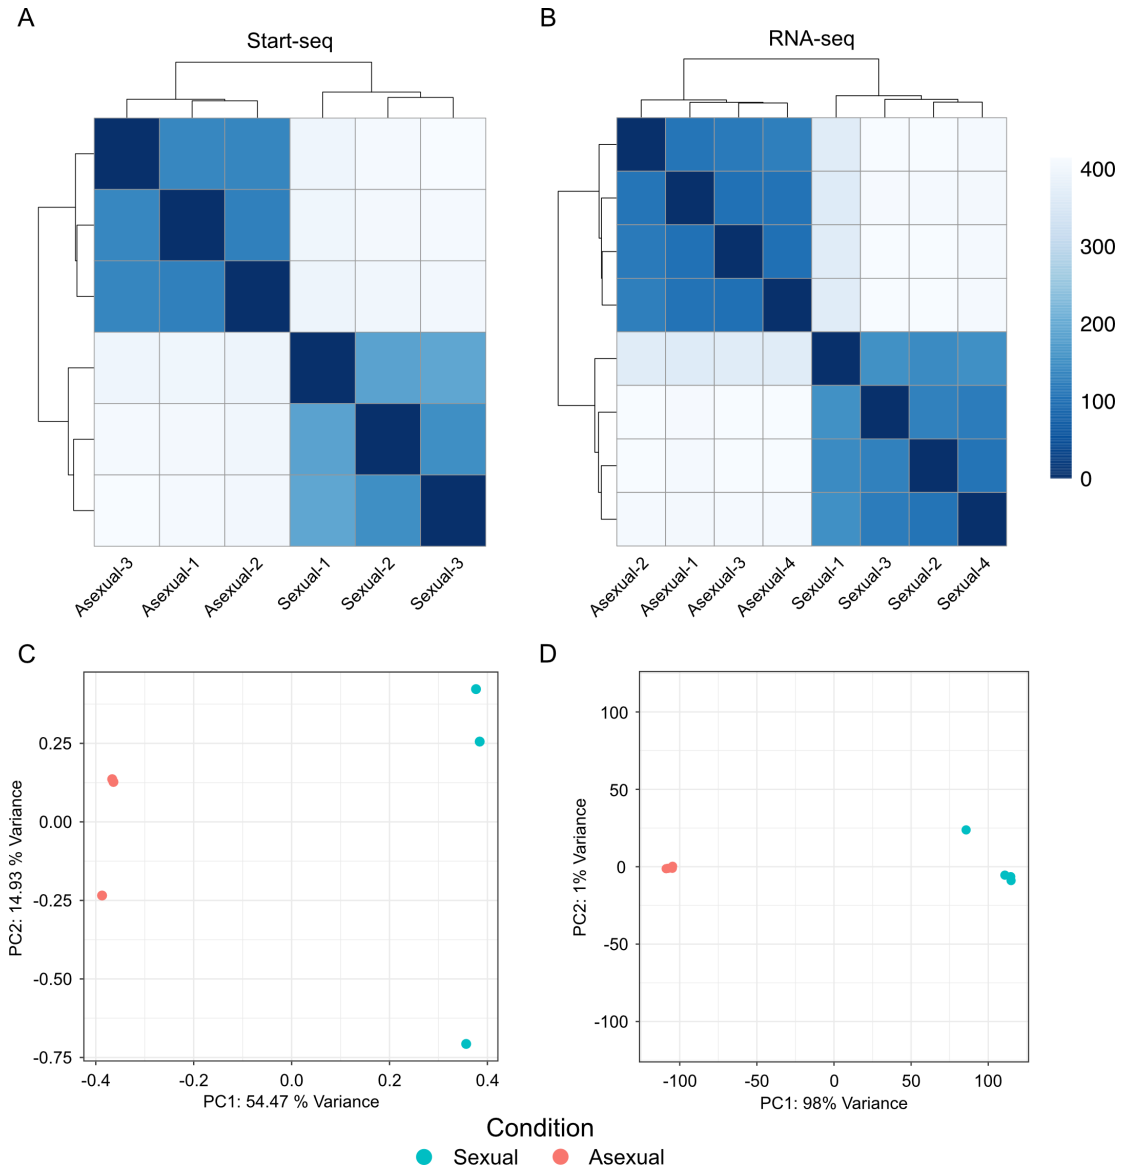 A
B
Start-seq
RNA-seq
400
300
200
100
0
Asexual-3
Asexual-1
Asexual-2
Sexual-1
Sexual-2
Sexual-3
Asexual-2
Asexual-1
Asexual-3
Asexual-4
Sexual-1
Sexual-3
Sexual-2
Sexual-4
C
PC2: 14.93 % Variance
0.25
0.00
-0.25
-0.50
-0.75
-0.4
-0.2
0.0
0.2
0.4
PC1: 54.47 % Variance
D
PC2: 1% Variance
100
50
0
-50
-100
-100
-50
0
50
100
PC1: 98% Variance
Condition
Sexual
Asexual